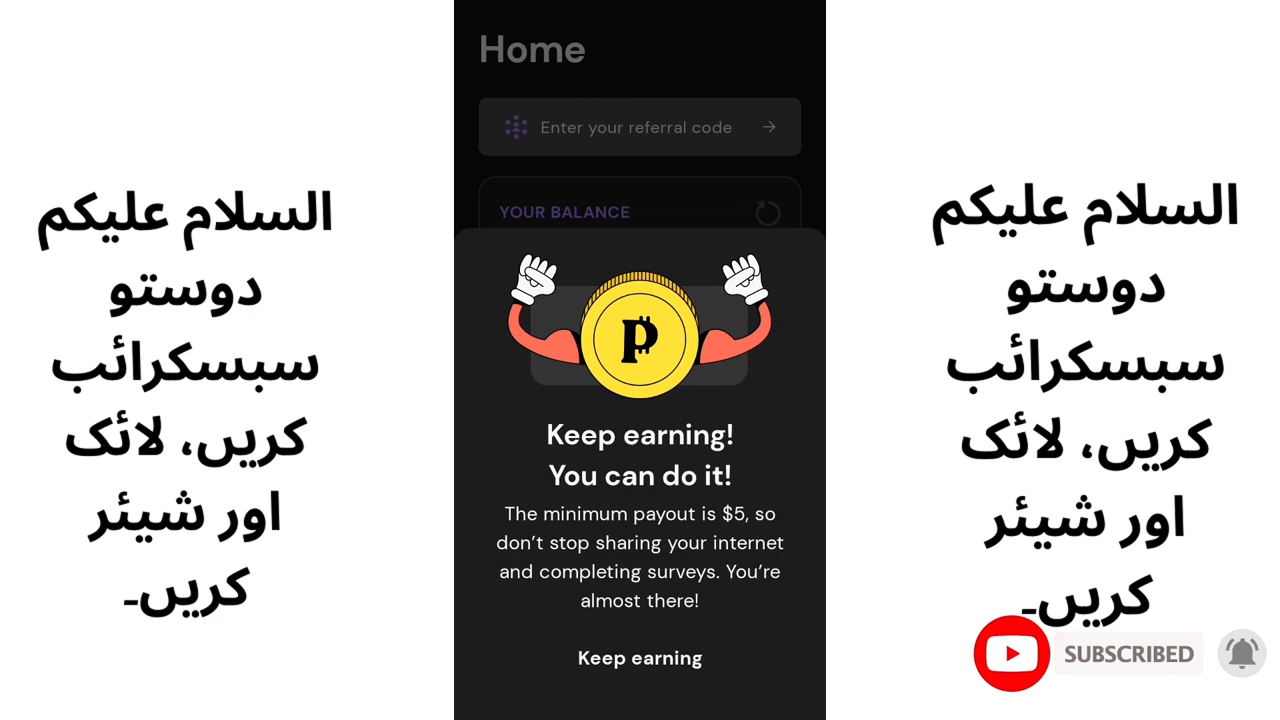 السلام علیکم
دوستو
سبسکرائب
کریں، لائک
اور شیئر
کریں۔
Home
Enter your referral code
YOUR BALANCE
Keep earning!
You can do it!
The minimum payout is $5, so
don’t stop sharing your internet
and completing surveys. You’re
almost there!
Keep earning
السلام علیکم
دوستو
سبسکرائب
کریں، لائک
اور شیئر
کریں۔
SUBSCRIBED